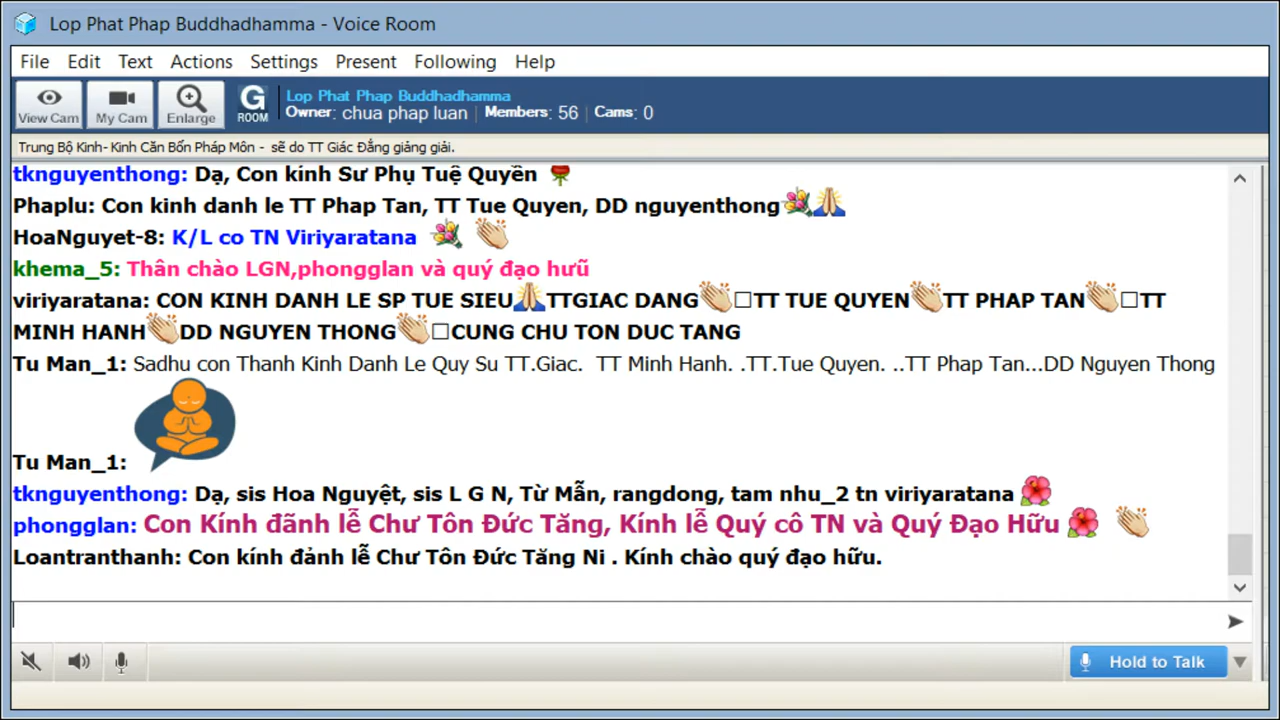 Lop Phat Phap Buddhadhamma - Voice Room
File Edit Text Actions Settings Present Following Help
View Cam My Cam Enlarge G ROOM Lop Phat Phap Buddhadhamma
Owner: chua phap luan | Members: 56 | Cams: 0
Trung Bộ Kinh- Kinh Căn Bổn Pháp Môn - sẽ do TT Giác Đẳng giảng giải.
tknguyenthong: Dạ, Con kính Sư Phụ Tuệ Quyền
Phaplu: Con kinh danh le TT Phap Tan, TT Tue Quyen, DD nguyenthong
HoaNguyet-8: K/L co TN Viriyaratana
khema_5: Thân chào LGN,phongglan và quý đạo hưũ
viriyaratana: CON KINH DANH LE SP TUE SIEU TTGIAC DANG □TT TUE QUYEN TT PHAP TAN □TT
MINH HANH DD NGUYEN THONG □CUNG CHU TON DUC TANG
Tu Man_1: Sadhu con Thanh Kinh Danh Le Quy Su TT.Giac. TT Minh Hanh. .TT.Tue Quyen. ..TT Phap Tan...DD Nguyen Thong
Tu Man_1:
tknguyenthong: Dạ, sis Hoa Nguyệt, sis L G N, Từ Mẫn, rangdong, tam nhu_2 tn viriyaratana
phongglan: Con Kính đãnh lễ Chư Tôn Đức Tăng, Kính lễ Quý cô TN và Quý Đạo Hữu
Loantranthanh: Con kính đảnh lễ Chư Tôn Đức Tăng Ni . Kính chào quý đạo hữu.
Hold to Talk